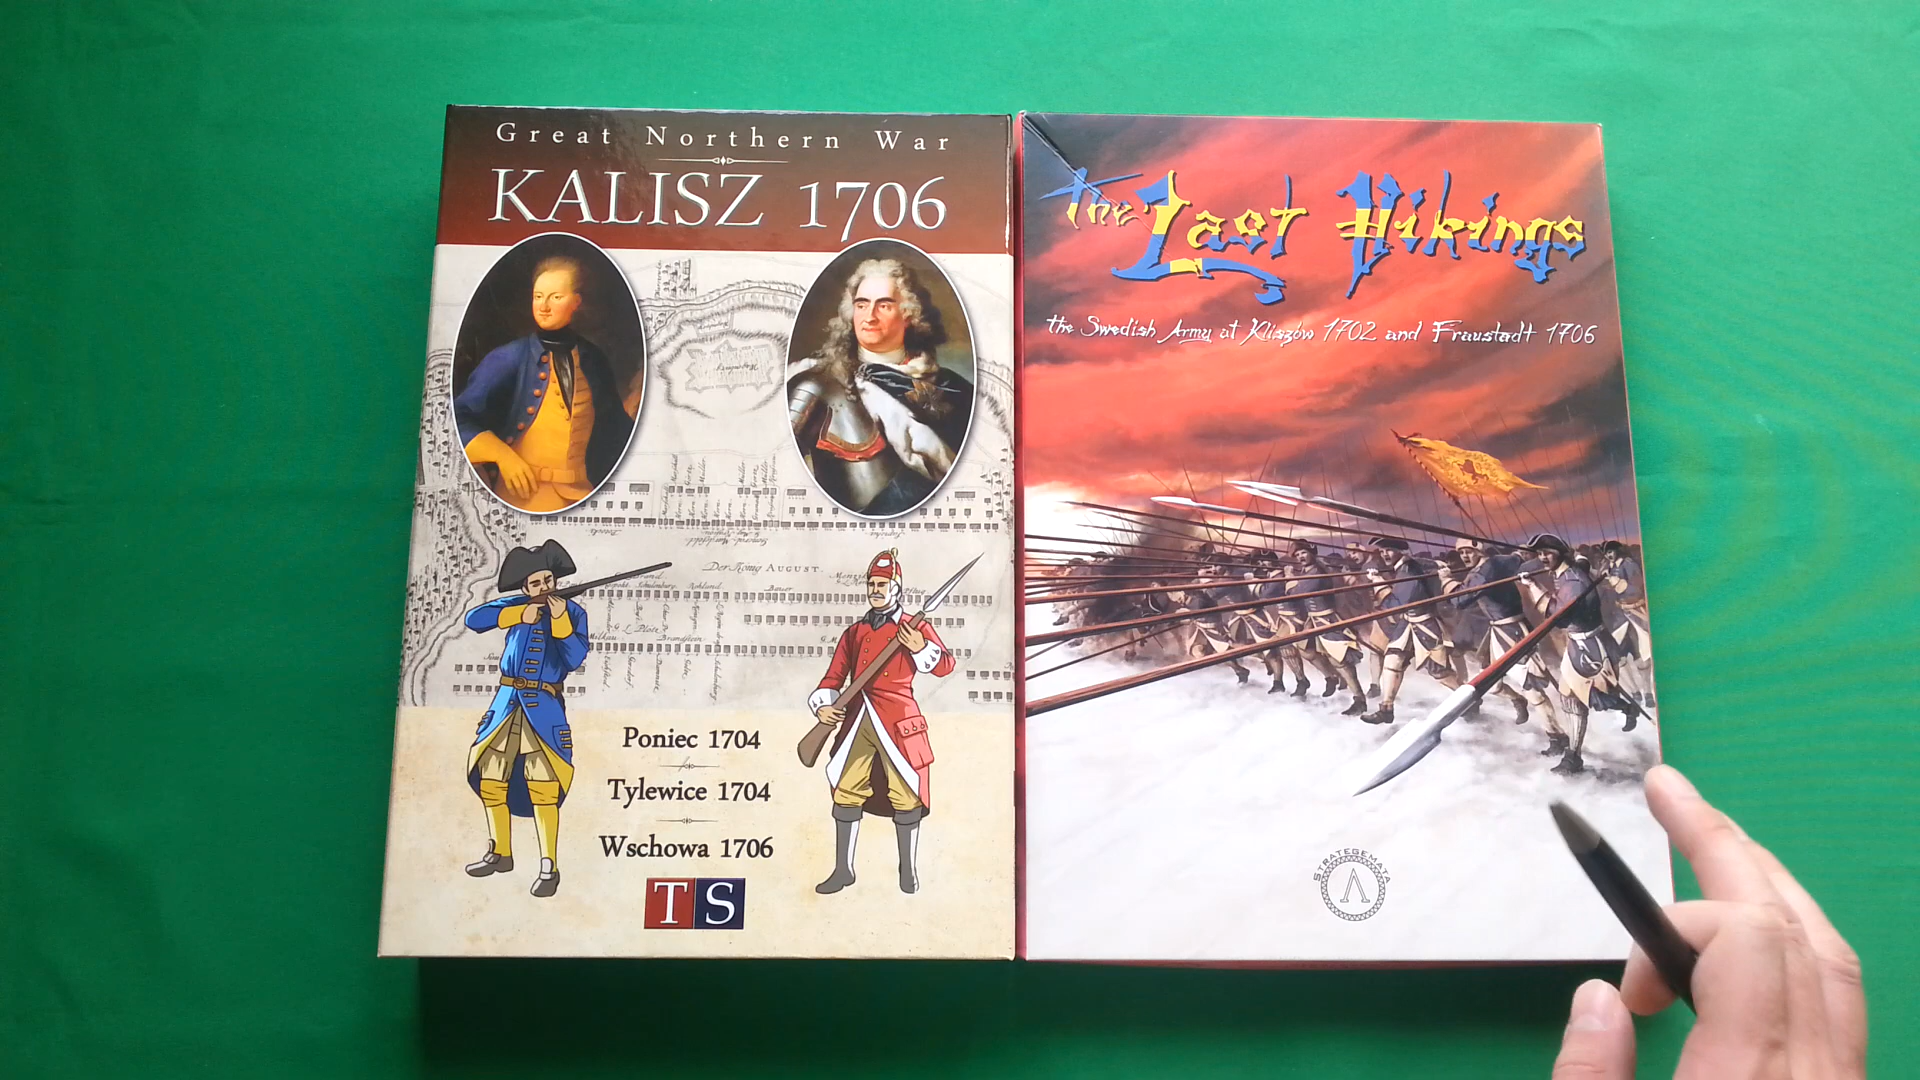 Great Northern War
KALISZ 1706
Der König AUGUST.
Poniec 1704
Tylewice 1704
Wschowa 1706
TS
The Last Vikings
the Swedish Army at Kliszów 1702 and Fraustadt 1706
STRATEGEMATA